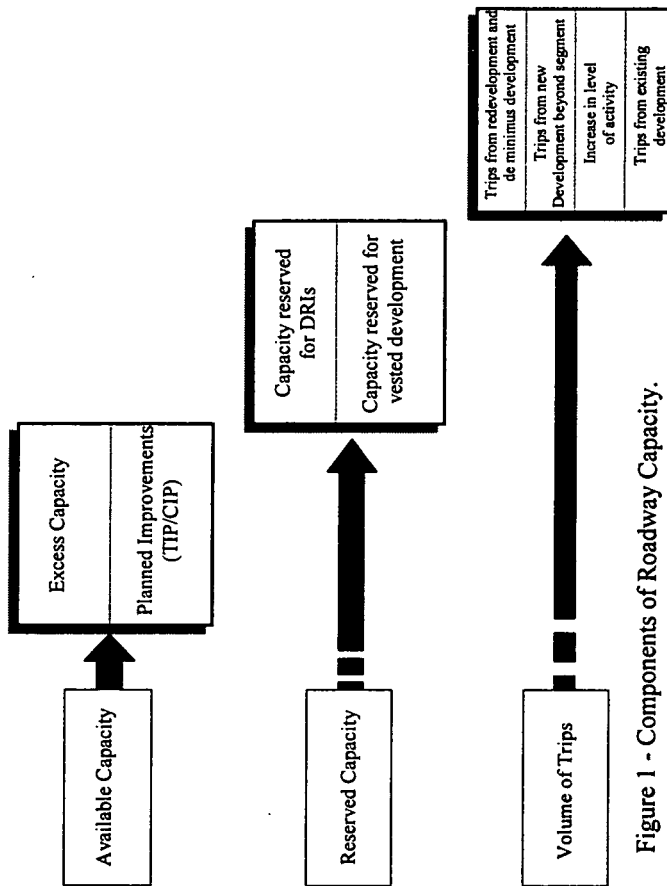 Available Capacity
Excess Capacity
Planned Improvements
(TIP/CIP)
Reserved Capacity
Capacity reserved
for DRIs
Capacity reserved for
vested development
Volume of Trips
Trips from redevelopment and
de minimus development
Trips from new
Development beyond segment
Increase in level
of activity
Trips from existing
development
Figure 1 - Components of Roadway Capacity.